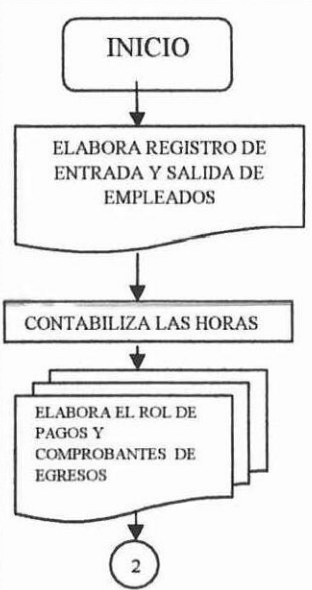 INICIO
ELABORA REGISTRO DE
ENTRADA Y SALIDA DE
EMPLEADOS
CONTABILIZA LAS HORAS
ELABORA EL ROL DE
PAGOS Y
COMPROBANTES DE
EGRESOS
2